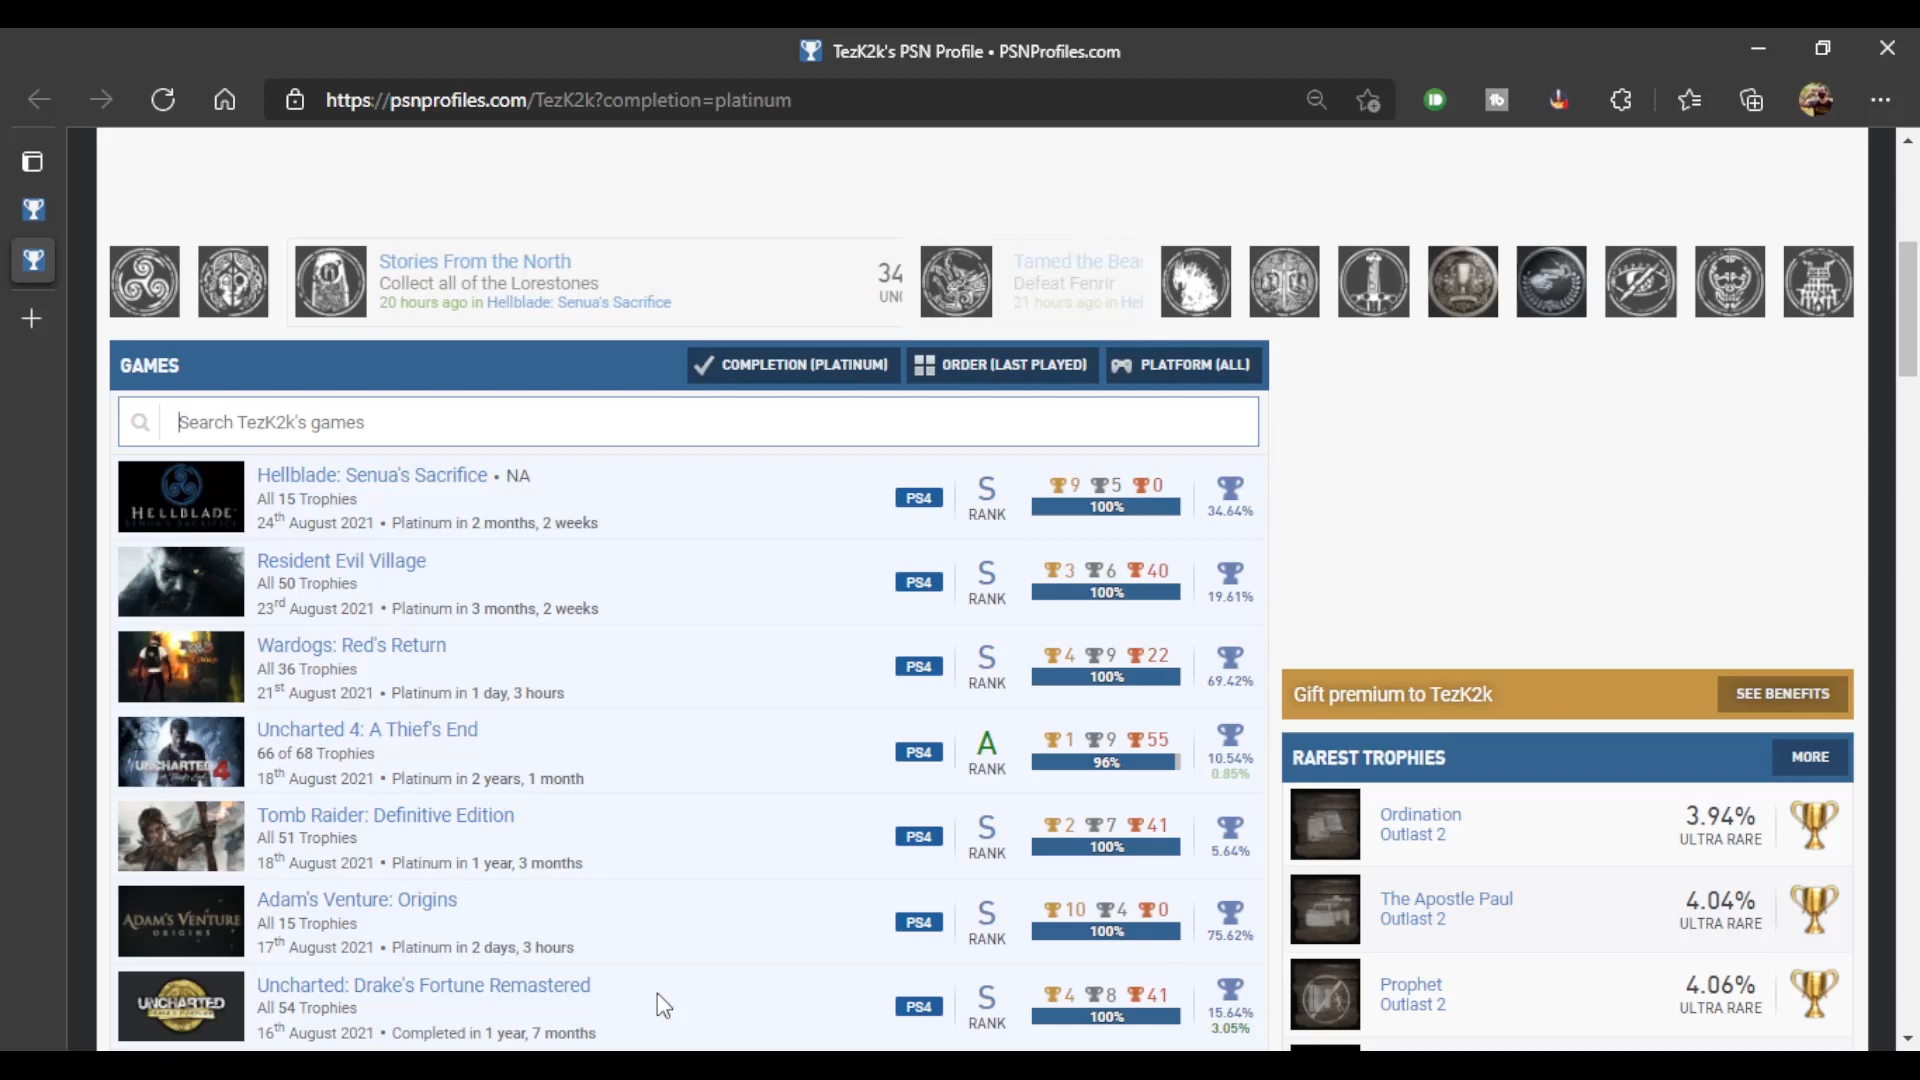 TezK2k's PSN Profile • PSNProfiles.com
https://psnprofiles.com/TezK2k?completion=platinum
Stories From the North
Collect all of the Lorestones
20 hours ago in Hellblade: Senua's Sacrifice
34
UNC
Tamed the Bea
Defeat Fenrir
21 hours ago in Hel
GAMES
COMPLETION (PLATINUM)
ORDER (LAST PLAYED)
PLATFORM (ALL)
Search TezK2k's games
HELLBLADE
SENUA'S SACRIFICE
Hellblade: Senua's Sacrifice • NA
All 15 Trophies
24th August 2021 • Platinum in 2 months, 2 weeks
PS4
S
RANK
9 5 0
100%
34.64%
Resident Evil Village
All 50 Trophies
23rd August 2021 • Platinum in 3 months, 2 weeks
PS4
S
RANK
3 6 40
100%
19.61%
Wardogs: Red's Return
All 36 Trophies
21st August 2021 • Platinum in 1 day, 3 hours
PS4
S
RANK
4 9 22
100%
69.42%
UNCHARTED 4
Uncharted 4: A Thief's End
66 of 68 Trophies
18th August 2021 • Platinum in 2 years, 1 month
PS4
A
RANK
1 9 55
96%
10.54%
0.85%
Tomb Raider: Definitive Edition
All 51 Trophies
18th August 2021 • Platinum in 1 year, 3 months
PS4
S
RANK
2 7 41
100%
5.64%
ADAM'S VENTURE
ORIGINS
Adam's Venture: Origins
All 15 Trophies
17th August 2021 • Platinum in 2 days, 3 hours
PS4
S
RANK
10 4 0
100%
75.62%
UNCHARTED
Uncharted: Drake's Fortune Remastered
All 54 Trophies
16th August 2021 • Completed in 1 year, 7 months
PS4
S
RANK
4 8 41
100%
15.64%
3.05%
Gift premium to TezK2k
SEE BENEFITS
RAREST TROPHIES
MORE
Ordination
Outlast 2
3.94%
ULTRA RARE
The Apostle Paul
Outlast 2
4.04%
ULTRA RARE
Prophet
Outlast 2
4.06%
ULTRA RARE